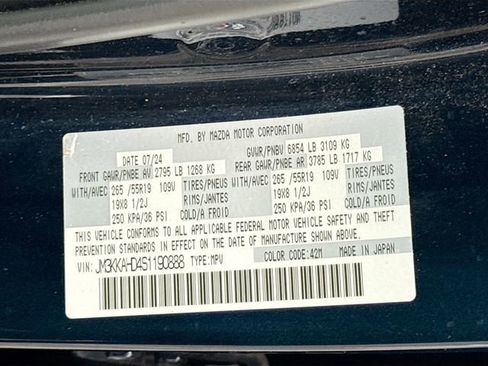 MFD. BY MAZDA MOTOR CORPORATION
DATE 07/24 GVWR/PNBV 6854 LB 3109 KG
FRONT GAWR/PNBE AV 2795 LB 1268 KG REAR GAWR/PNBE AR 3785 LB 1717 KG
WITH/AVEC 265/55R19 109V TIRES/PNEUS WITH/AVEC 265/55R19 109V TIRES/PNEUS
19X8 1/2J RIMS/JANTES 19X8 1/2J RIMS/JANTES
250 KPA/36 PSI/ COLD/A FROID 250 KPA/36 PSI/ COLD/A FROID
THIS VEHICLE CONFORMS TO ALL APPLICABLE FEDERAL MOTOR VEHICLE SAFETY AND THEFT
PREVENTION STANDARDS IN EFFECT ON THE DATE OF MANUFACTURE SHOWN ABOVE.
VIN: JM3KKAHD4S1190888 TYPE:MPV COLOR CODE:42M MADE IN JAPAN